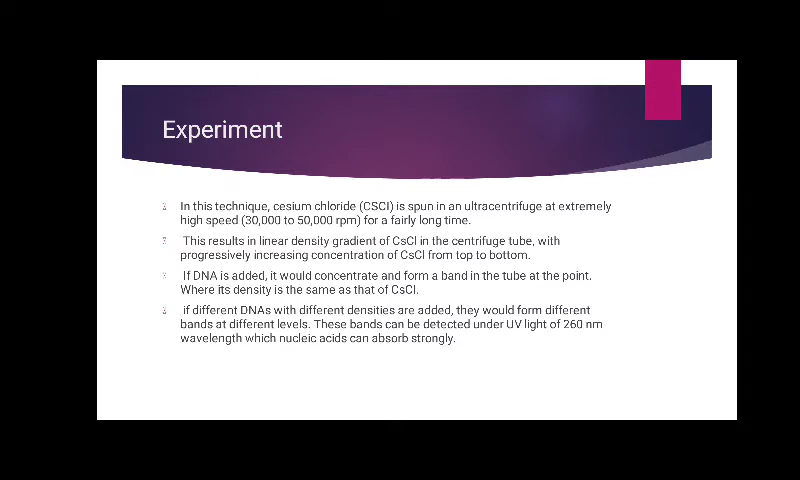 Experiment
In this technique, cesium chloride (CSCI) is spun in an ultracentrifuge at extremely
high speed (30,000 to 50,000 rpm) for a fairly long time.
This results in linear density gradient of CsCl in the centrifuge tube, with
progressively increasing concentration of CsCl from top to bottom.
If DNA is added, it would concentrate and form a band in the tube at the point.
Where its density is the same as that of CsCl.
if different DNAs with different densities are added, they would form different
bands at different levels. These bands can be detected under UV light of 260 nm
wavelength which nucleic acids can absorb strongly.